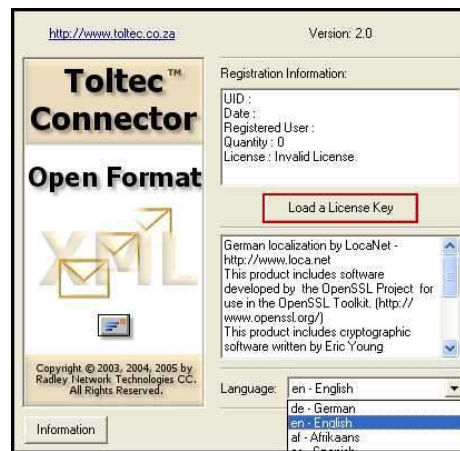 http://www.toltec.co.za
Version: 2.0
Toltec™
Connector
Open Format
XML
Copyright © 2003, 2004, 2005 by
Radley Network Technologies CC.
All Rights Reserved.
Information
Registration Information:
UID :
Date :
Registered User :
Quantity : 0
License : Invalid License
Load a License Key
German localization by LocaNet -
http://www.loca.net
This product includes software
developed by the OpenSSL Project for
use in the OpenSSL Toolkit. (http://
www.openssl.org/)
This product includes cryptographic
software written by Eric Young
Language:
en - English
de - German
en - English
af - Afrikaans